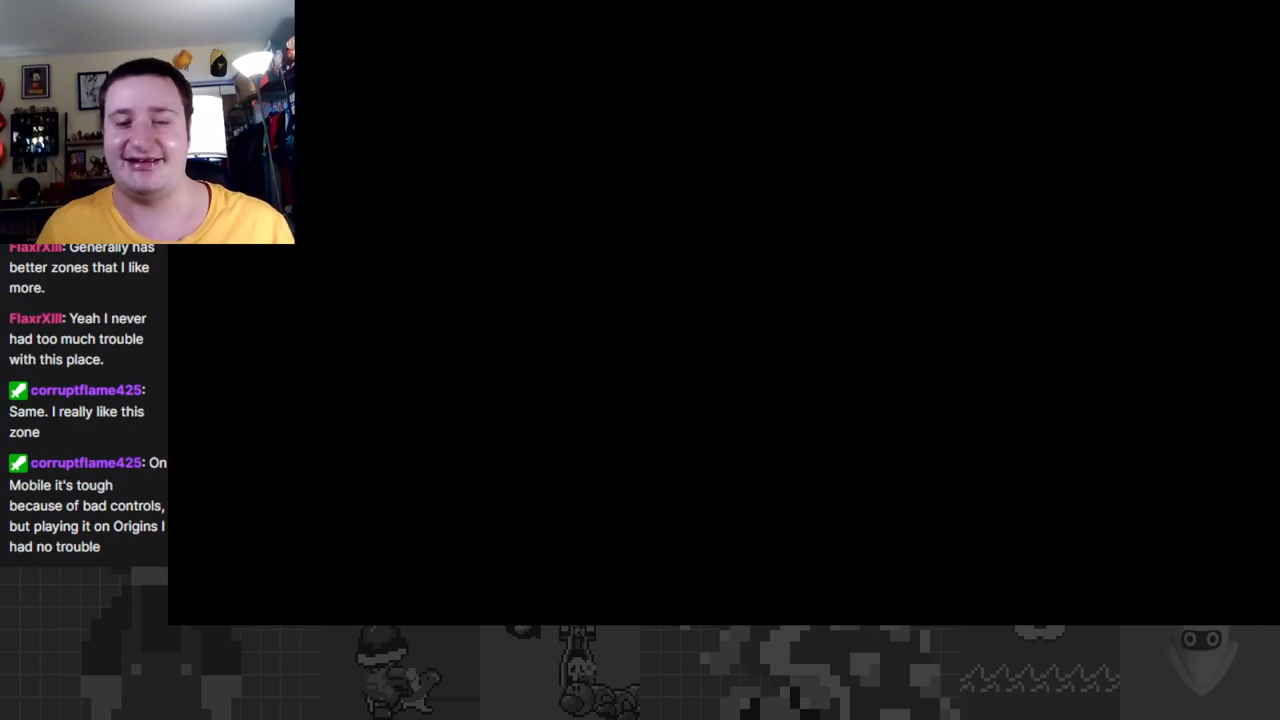 FlaxrXIII: Generally has
better zones that I like
more.
FlaxrXIII: Yeah I never
had too much trouble
with this place.
corruptflame425:
Same. I really like this
zone
corruptflame425: On
Mobile it's tough
because of bad controls,
but playing it on Origins I
had no trouble